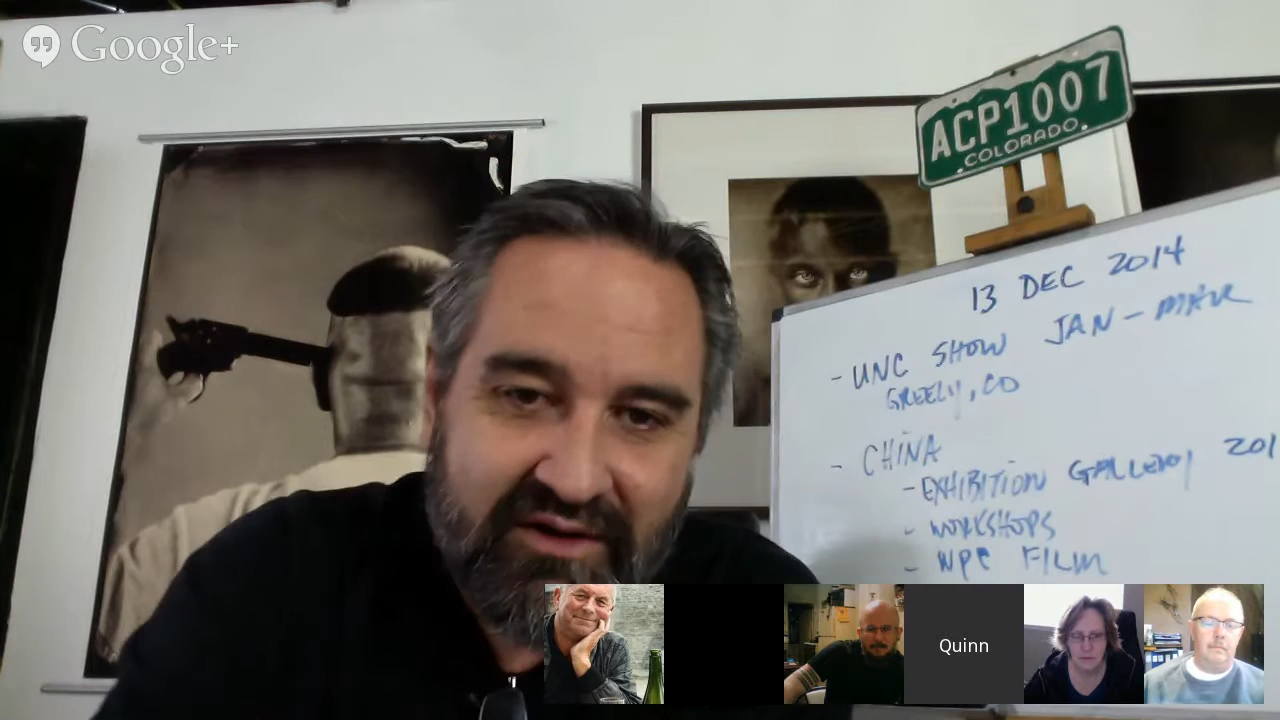 Google+
ACP1007
COLORADO
13 DEC 2014
- UNC SHOW JAN - MAR
GREELY, CO
- CHINA
- EXHIBITION GALLERY 201
- WORKSHOPS
- WPC FILM
Quinn